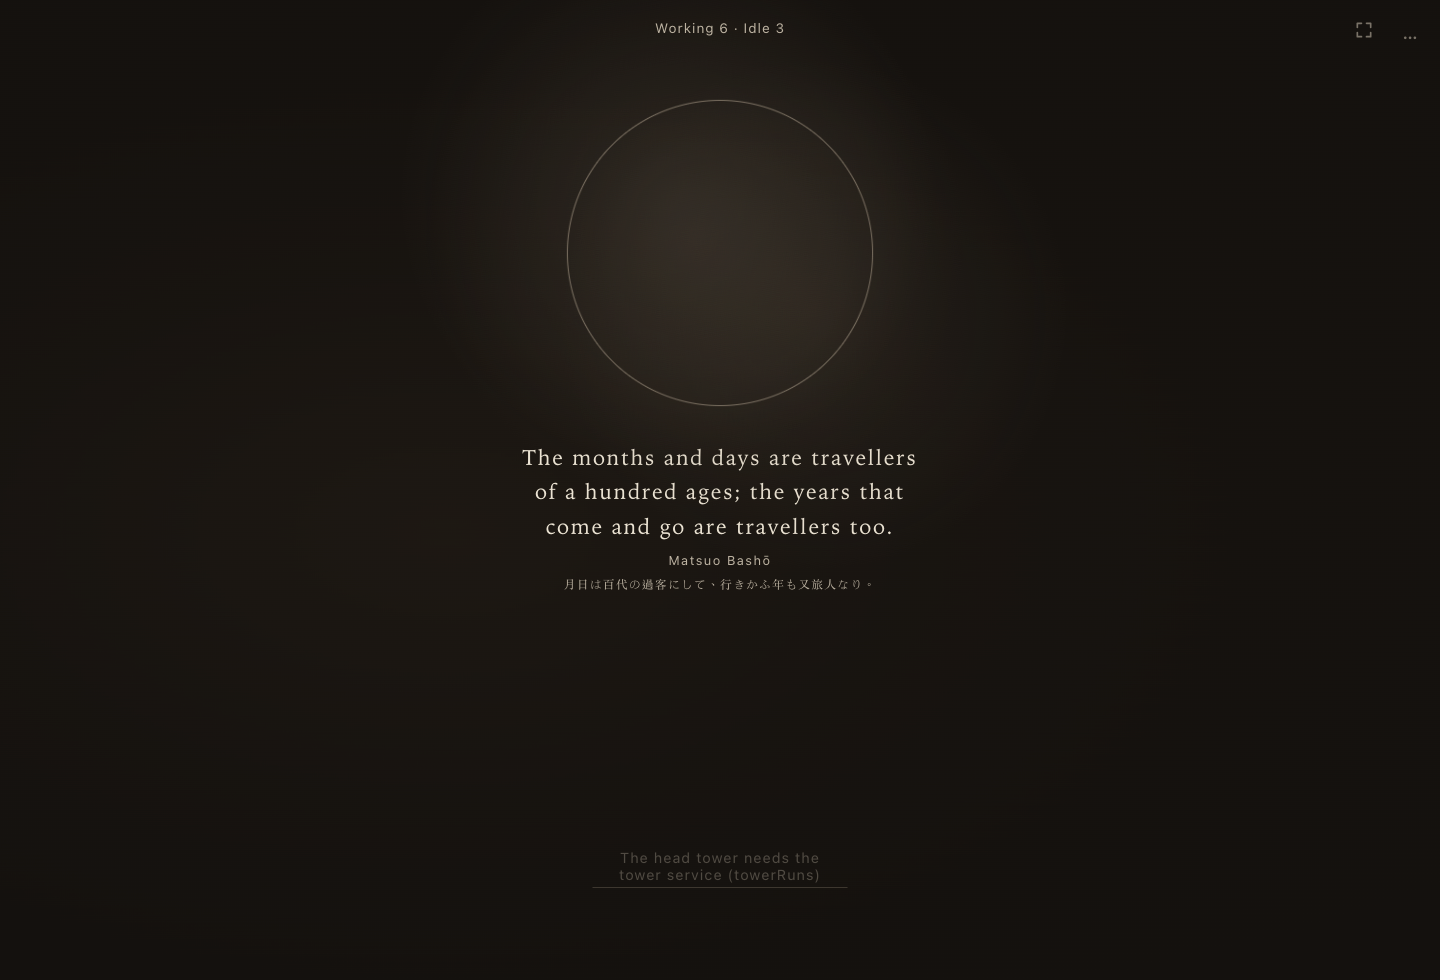 Working 6 · Idle 3
...
The months and days are travellers
of a hundred ages; the years that
come and go are travellers too.
Matsuo Bashō
月日は百代の過客にして、行きかふ年も又旅人なり。
The head tower needs the
tower service (towerRuns)